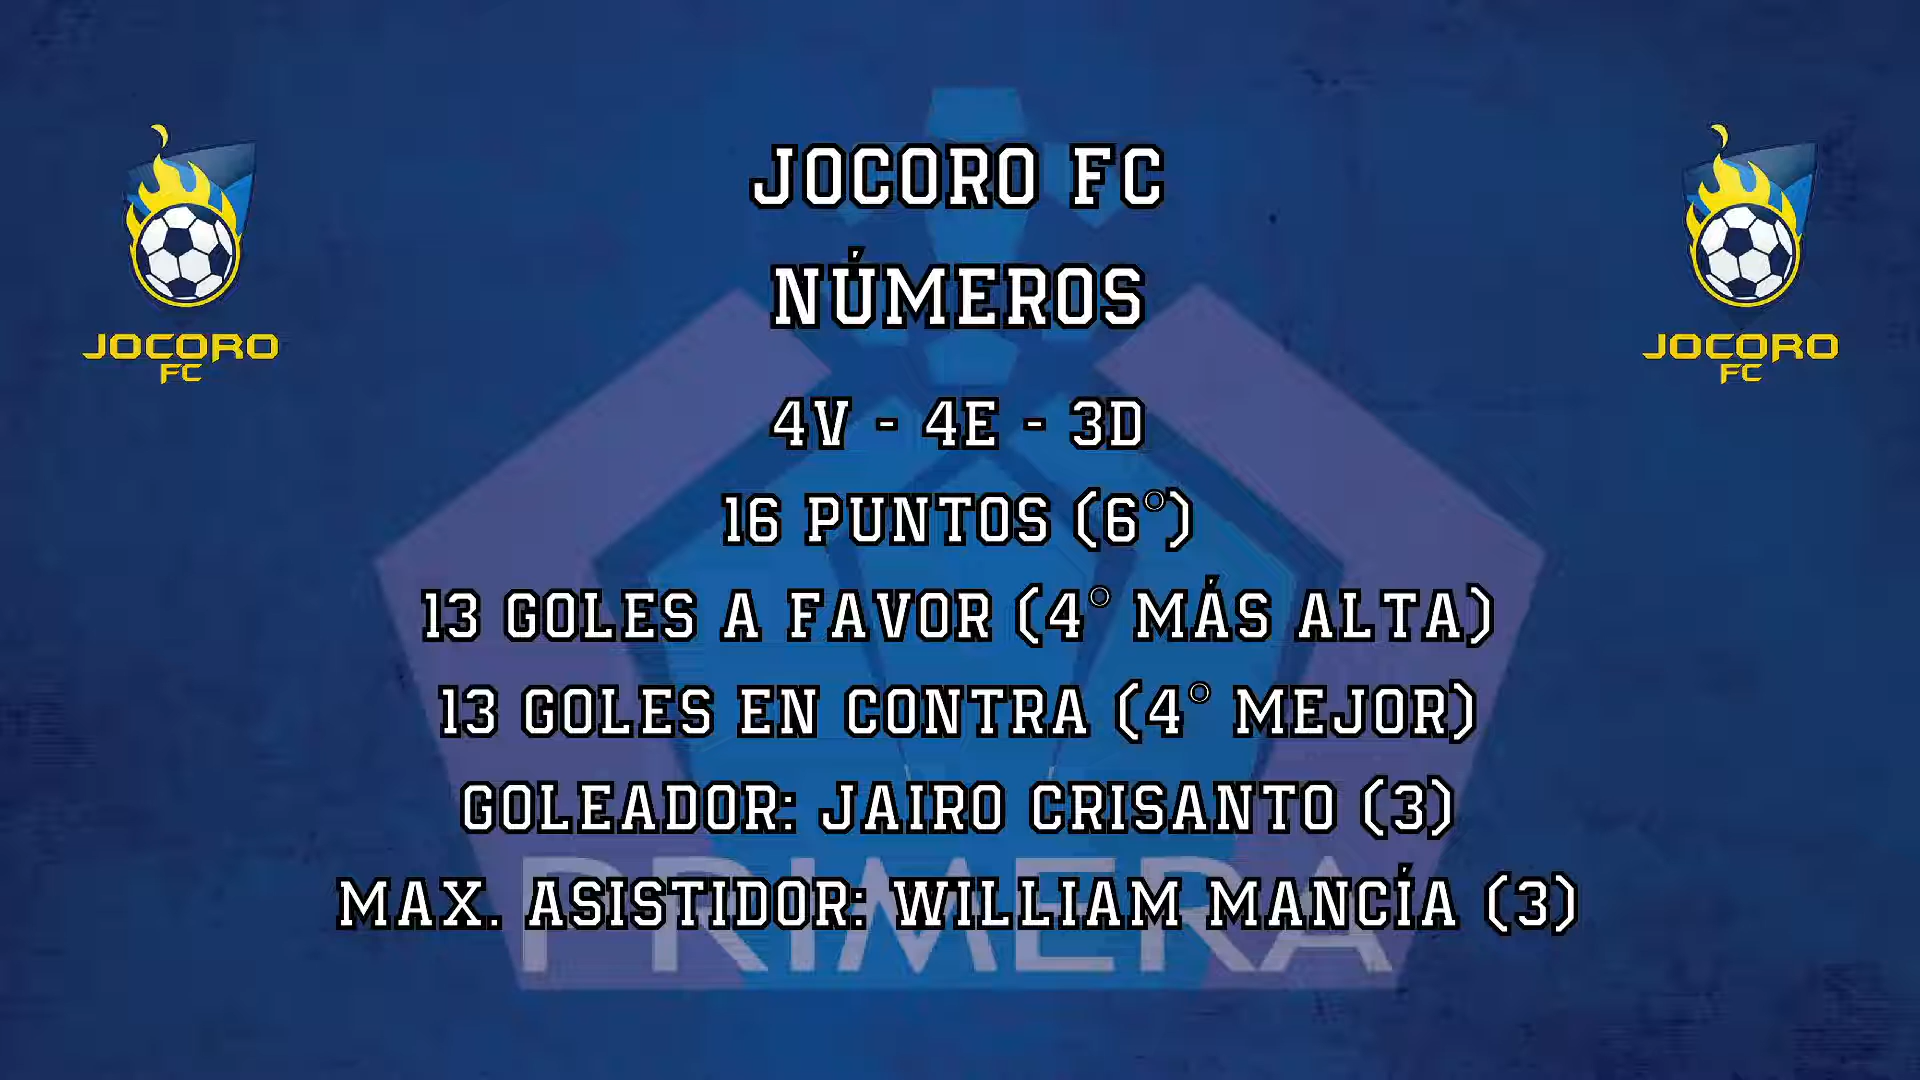 JOCORO FC
NÚMEROS
JOCORO
FC
JOCORO
FC
4V - 4E - 3D
16 PUNTOS (6°)
13 GOLES A FAVOR (4° MÁS ALTA)
13 GOLES EN CONTRA (4° MEJOR)
GOLEADOR: JAIRO CRISANTO (3)
MAX. ASISTIDOR: WILLIAM MANCÍA (3)
PRIMERA